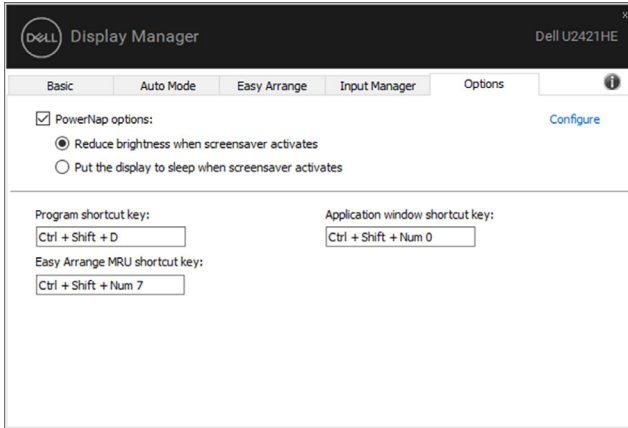 x
DELL Display Manager
Dell U2421HE
Basic Auto Mode Easy Arrange Input Manager Options
PowerNap options:
Configure
Reduce brightness when screensaver activates
Put the display to sleep when screensaver activates
Program shortcut key:
Application window shortcut key:
Ctrl + Shift + D
Ctrl + Shift + Num 0
Easy Arrange MRU shortcut key:
Ctrl + Shift + Num 7